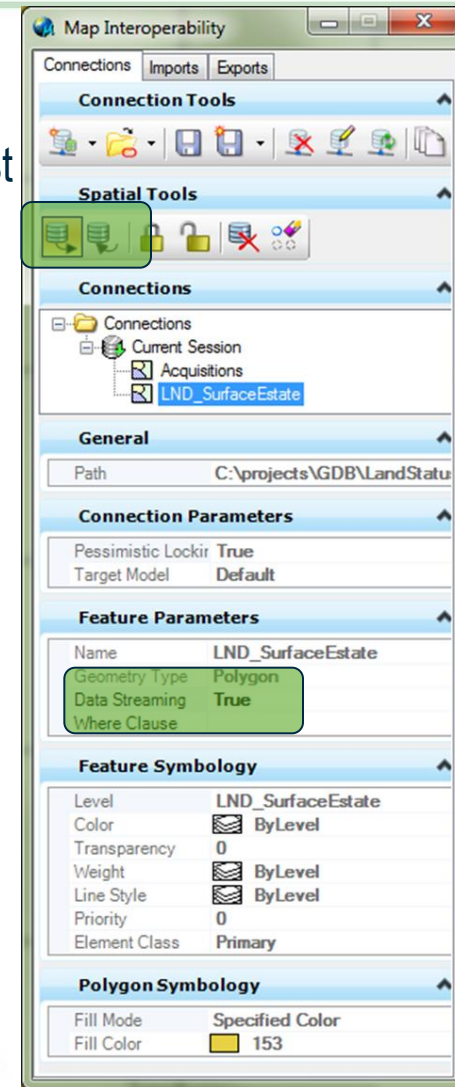 Map Interoperability
Connections Imports Exports
Connection Tools
st
Spatial Tools
Connections
Connections
Current Session
Acquisitions
LND_SurfaceEstate
General
Path C:\projects\GDB\LandStatu
Connection Parameters
Pessimistic Lockir True
Target Model Default
Feature Parameters
Name LND_SurfaceEstate
Geometry Type Polygon
Data Streaming True
Where Clause
Feature Symbology
Level LND_SurfaceEstate
Color ByLevel
Transparency 0
Weight ByLevel
Line Style ByLevel
Priority 0
Element Class Primary
Polygon Symbology
Fill Mode Specified Color
Fill Color 153